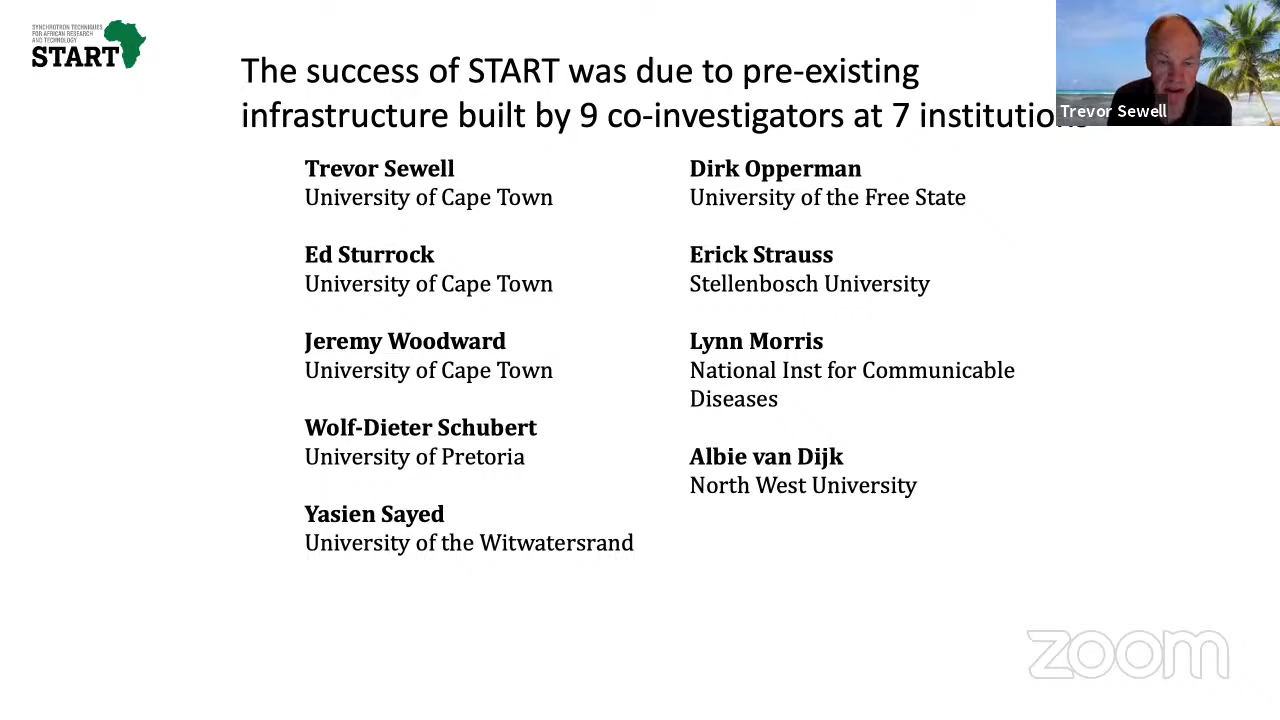 SYNCHROTRON TECHNIQUES
FOR AFRICAN RESEARCH
AND TECHNOLOGY
START
The success of START was due to pre-existing
infrastructure built by 9 co-investigators at 7 institutions
Trevor Sewell
Trevor Sewell
University of Cape Town
Ed Sturrock
University of Cape Town
Jeremy Woodward
University of Cape Town
Wolf-Dieter Schubert
University of Pretoria
Yasien Sayed
University of the Witwatersrand
Dirk Opperman
University of the Free State
Erick Strauss
Stellenbosch University
Lynn Morris
National Inst for Communicable
Diseases
Albie van Dijk
North West University
zoom